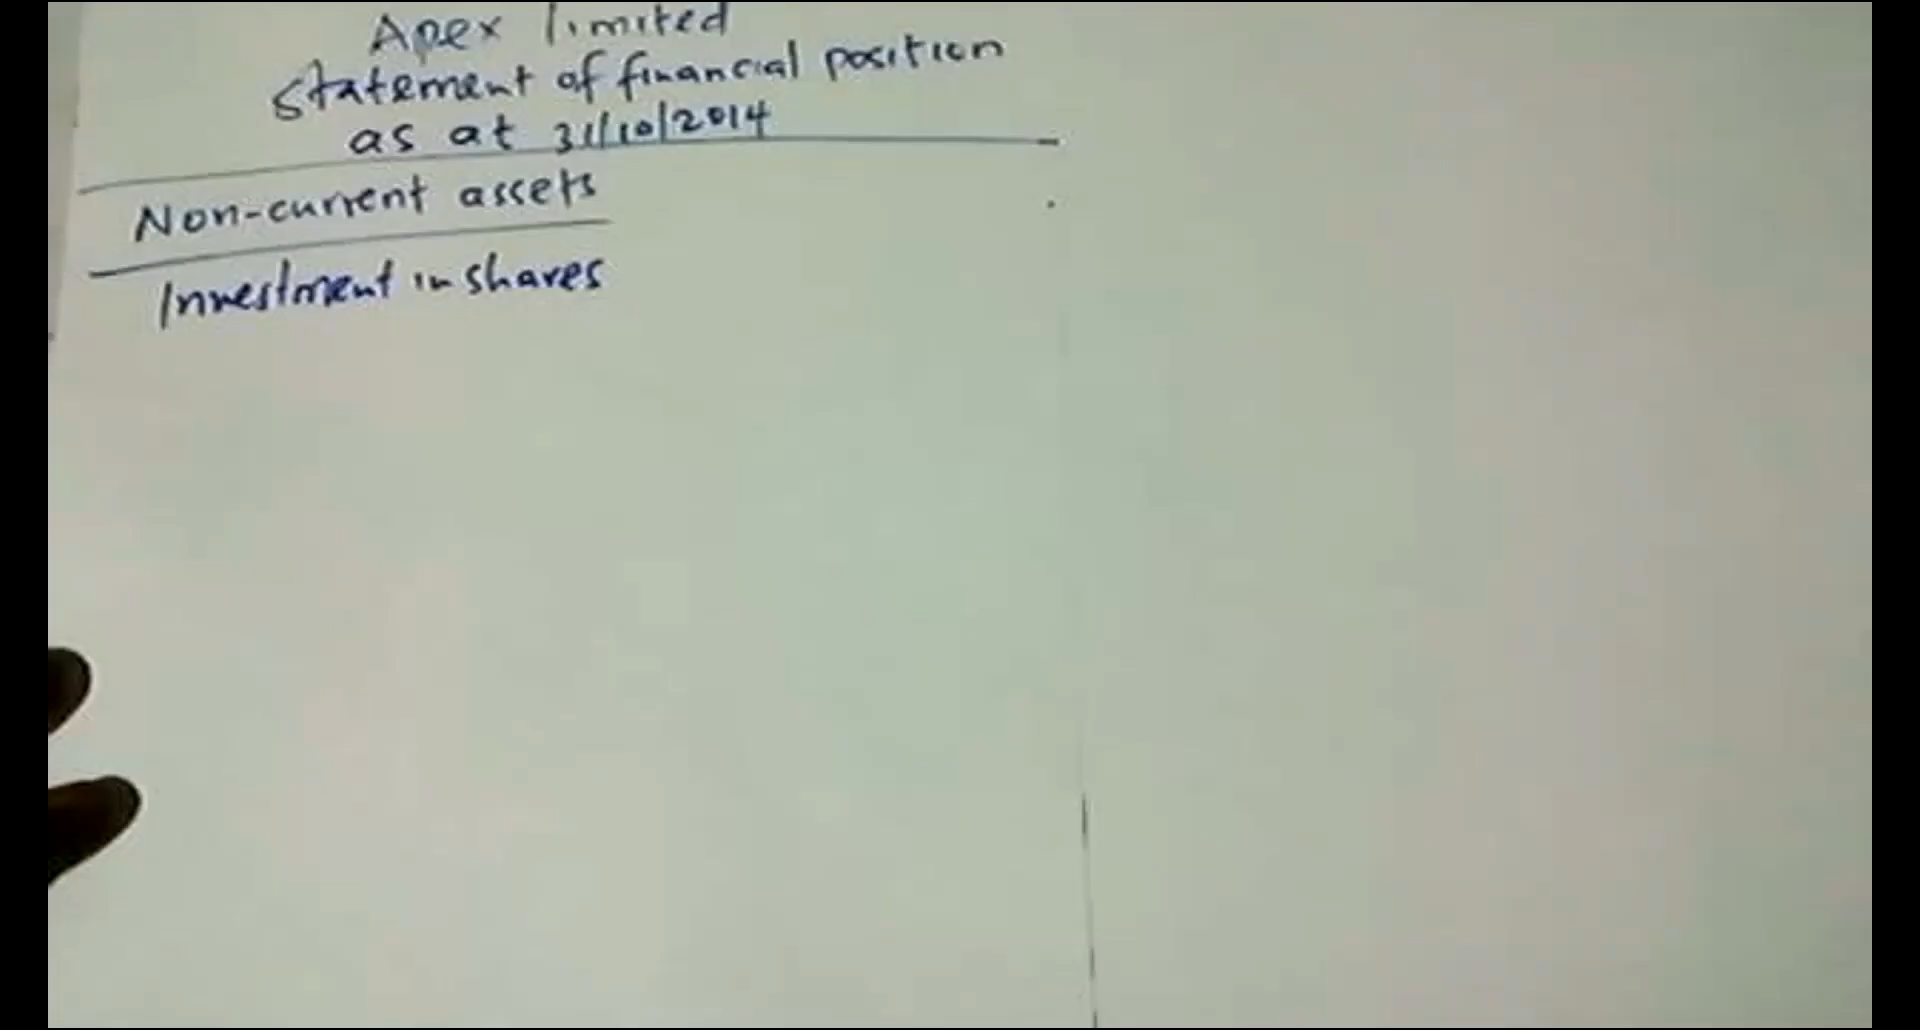 Apex limited
Statement of financial position
as at 31/10/2014
Non-current assets
Investment in shares